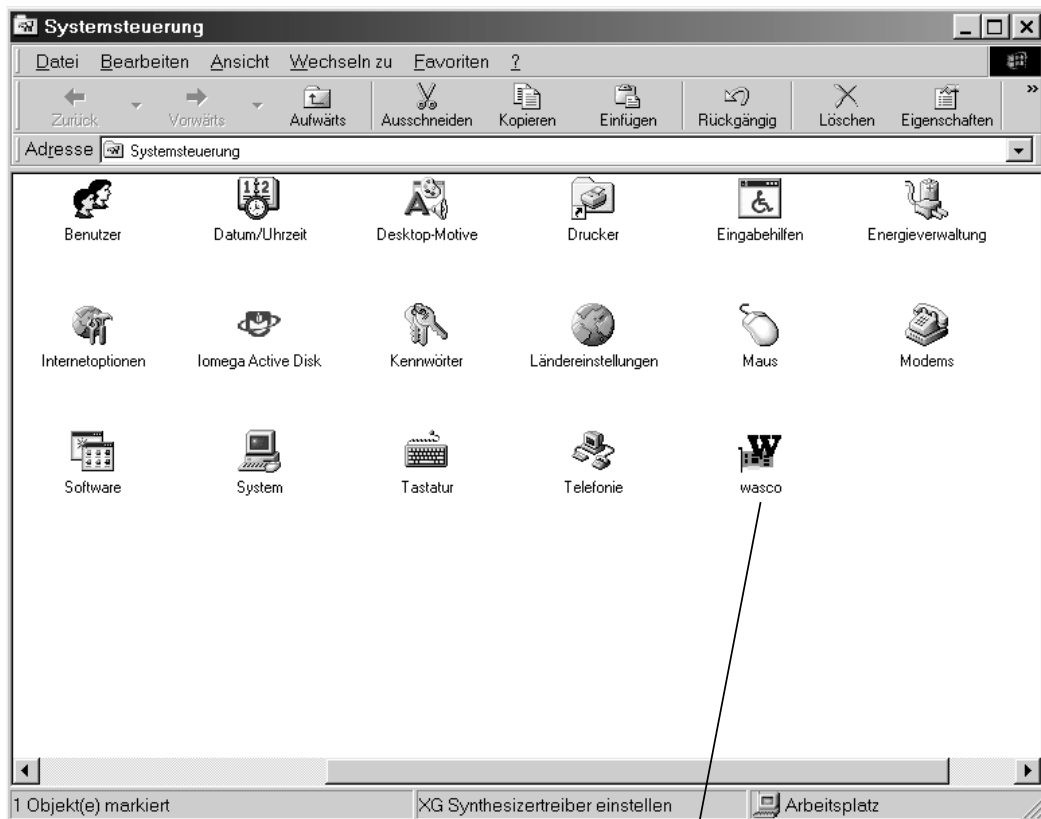 Systemsteuerung
Datei Bearbeiten Ansicht Wechseln zu Favoriten ?
Zurück Vorwärts Aufwärts Ausschneiden Kopieren Einfügen Rückgängig Löschen Eigenschaften »
Adresse Systemsteuerung
Benutzer Datum/Uhrzeit Desktop-Motive Drucker Eingabehilfen Energieverwaltung
Internetoptionen Iomega Active Disk Kennwörter Ländereinstellungen Maus Modems
Software System Tastatur Telefonie wasco
1 Objekt(e) markiert XG Synthesizertreiber einstellen Arbeitsplatz